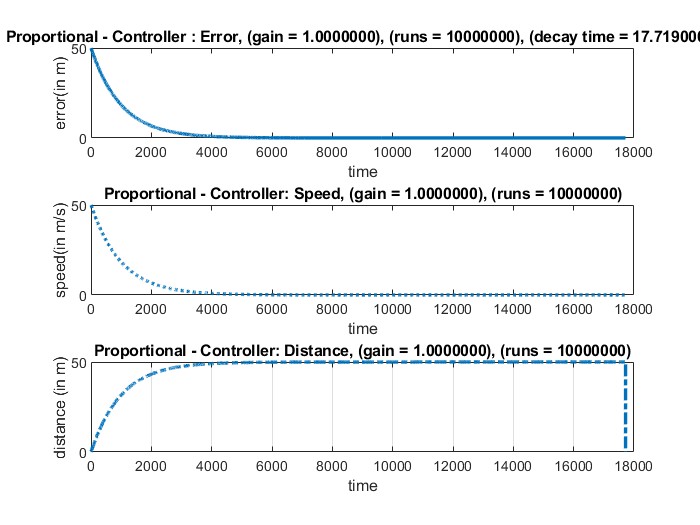 Proportional - Controller : Error, (gain = 1.0000000), (runs = 10000000), (decay time = 17.71900
50
error(in m)
0
0 2000 4000 6000 8000 10000 12000 14000 16000 18000
time
Proportional - Controller: Speed, (gain = 1.0000000), (runs = 10000000)
50
speed(in m/s)
0
0 2000 4000 6000 8000 10000 12000 14000 16000 18000
time
Proportional - Controller: Distance, (gain = 1.0000000), (runs = 10000000)
50
distance (in m)
0
0 2000 4000 6000 8000 10000 12000 14000 16000 18000
time